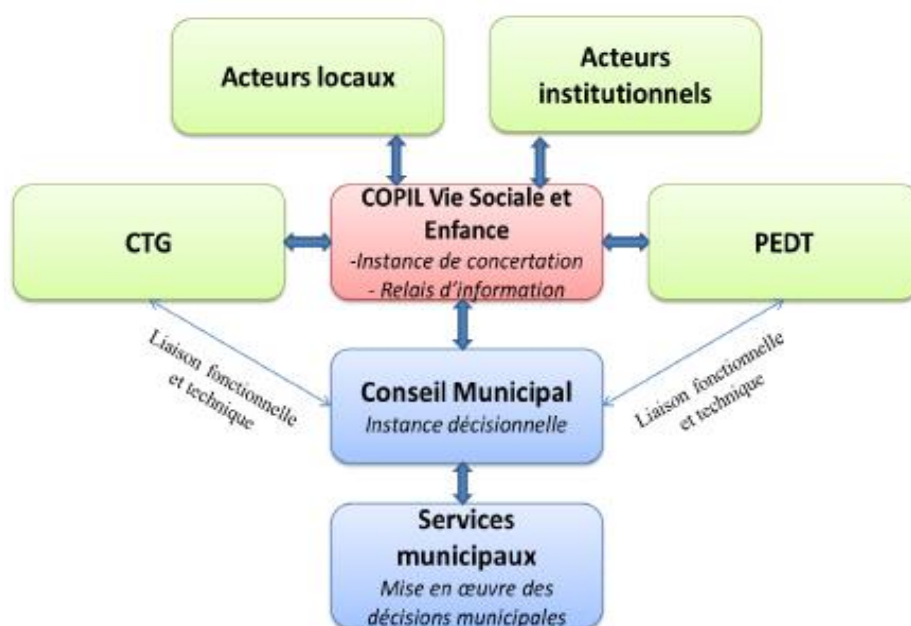 Acteurs locaux
Acteurs
institutionnels
CTG
COPIL Vie Sociale et
Enfance
-Instance de concertation
- Relais d'information
PEDT
Liaison fonctionnelle
et technique
Conseil Municipal
Instance décisionnelle
Liaison fonctionnelle
et technique
Services
municipaux
Mise en œuvre des
décisions municipales